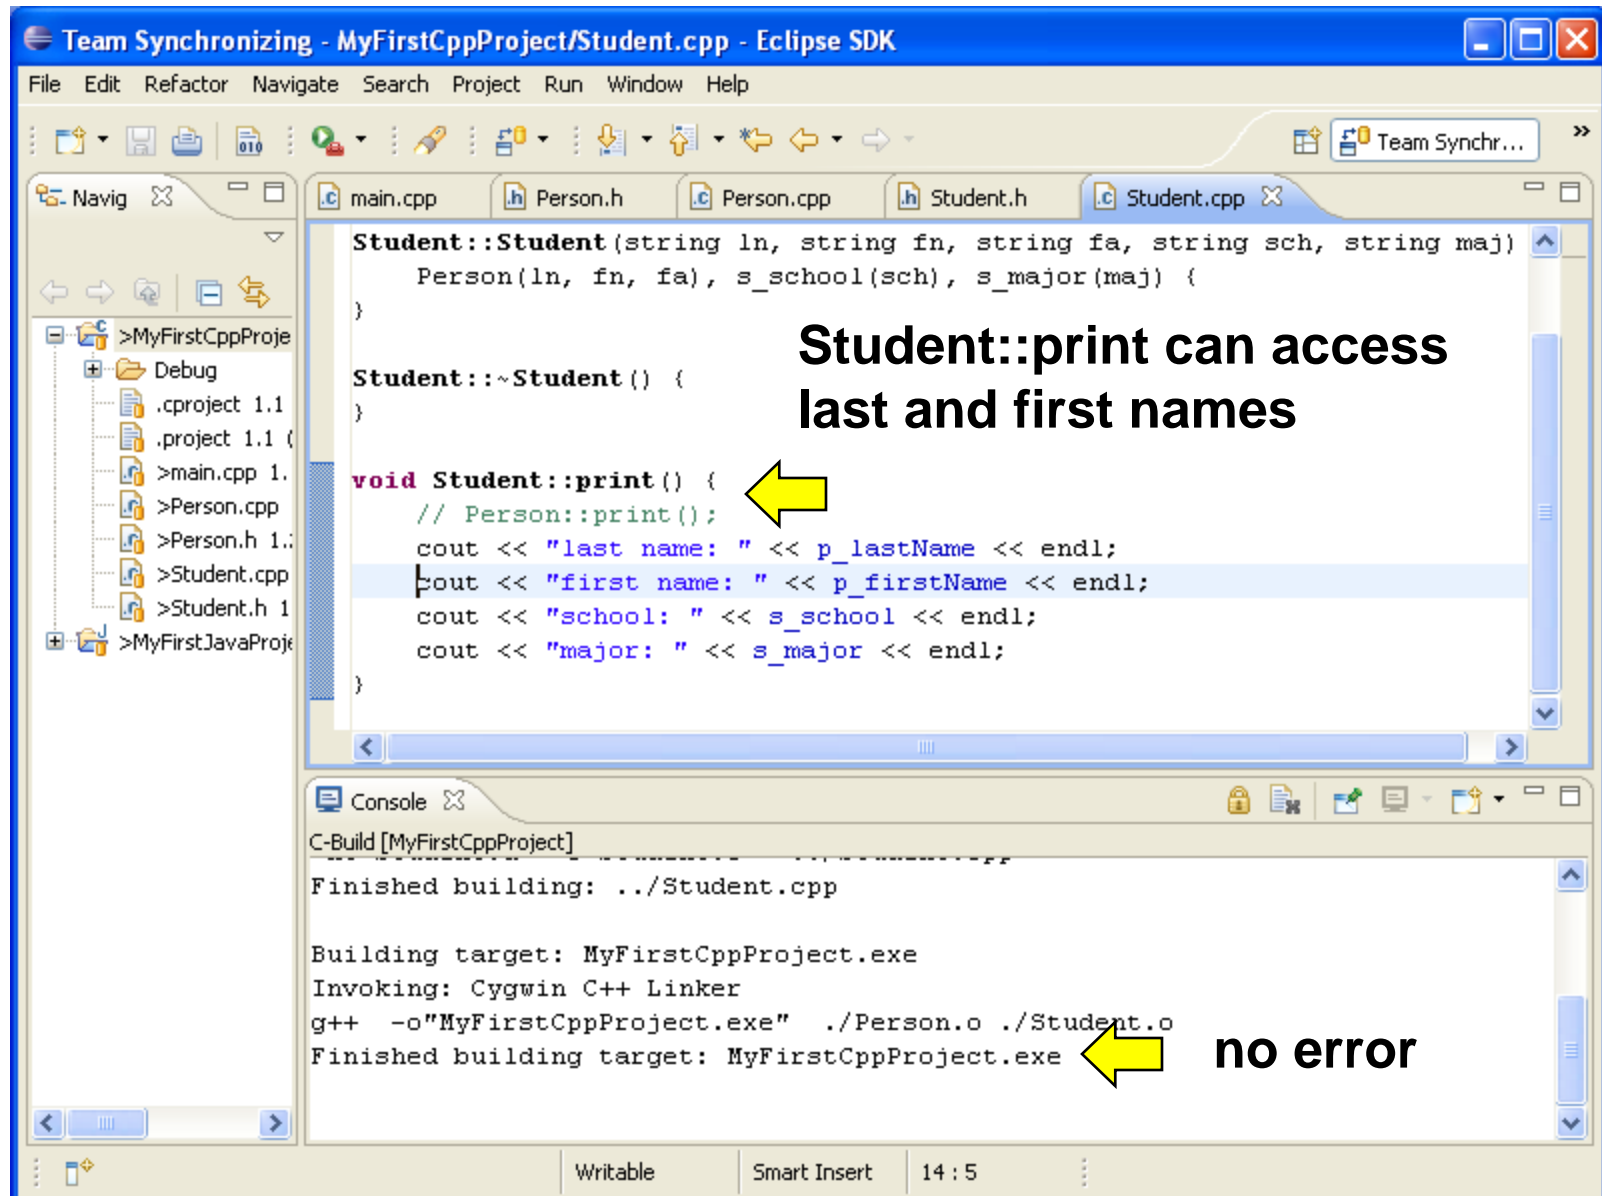 Team Synchronizing - MyFirstCppProject/Student.cpp - Eclipse SDK
File Edit Refactor Navigate Search Project Run Window Help
010
Team Synchr...
»
Navig
main.cpp
Person.h
Person.cpp
Student.h
Student.cpp
>MyFirstCppProje
Debug
.cproject 1.1
.project 1.1 (
>main.cpp 1.
>Person.cpp
>Person.h 1.
>Student.cpp
>Student.h 1
>MyFirstJavaProje
Student::Student(string ln, string fn, string fa, string sch, string maj)
Person(ln, fn, fa), s_school(sch), s_major(maj) {
}
Student::~Student() {
}
Student::print can access
last and first names
void Student::print() {
// Person::print();
cout << "last name: " << p_lastName << endl;
cout << "first name: " << p_firstName << endl;
cout << "school: " << s_school << endl;
cout << "major: " << s_major << endl;
}
Console
C-Build [MyFirstCppProject]
Finished building: ../Student.cpp
Building target: MyFirstCppProject.exe
Invoking: Cygwin C++ Linker
g++ -o"MyFirstCppProject.exe" ./Person.o ./Student.o
Finished building target: MyFirstCppProject.exe
no error
Writable
Smart Insert
14 : 5